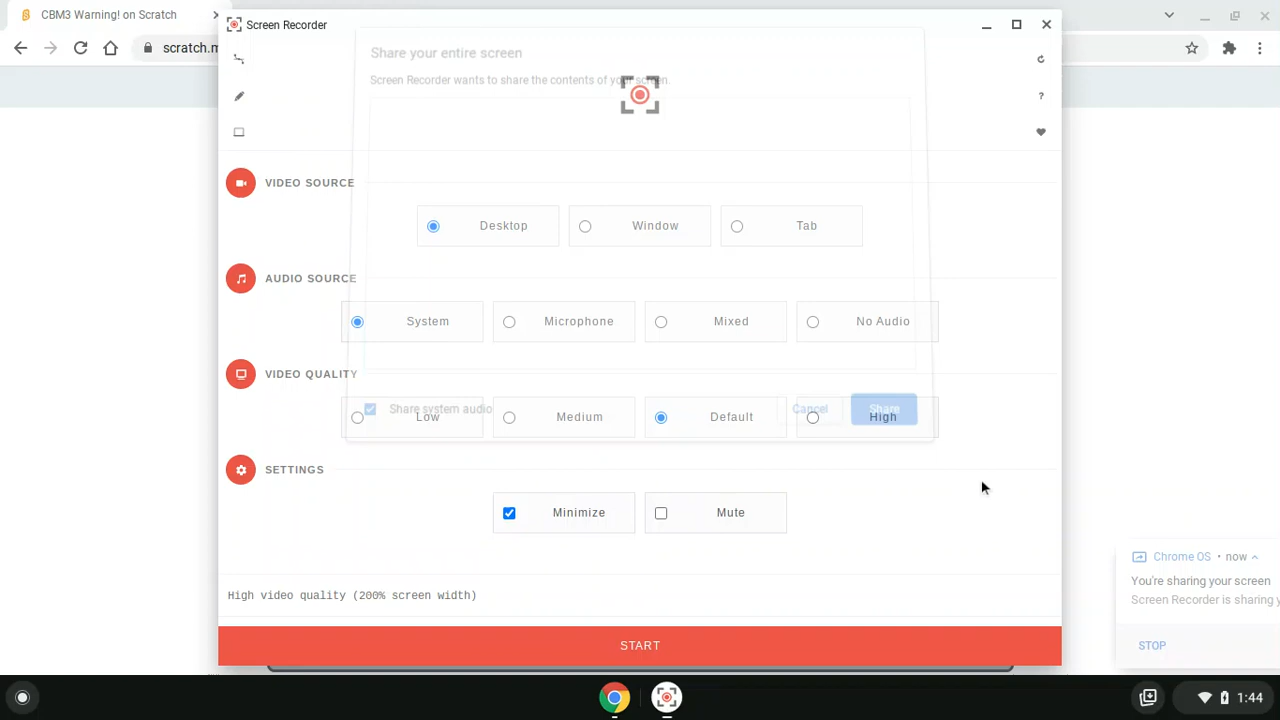 CBM3 Warning! on Scratch
Screen Recorder
scratch.m
Share your entire screen
Screen Recorder wants to share the contents of your screen.
?
VIDEO SOURCE
Desktop
Window
Tab
AUDIO SOURCE
System
Microphone
Mixed
No Audio
VIDEO QUALITY
Share system audio
Cancel
Share
Low
Medium
Default
High
SETTINGS
Minimize
Mute
Chrome OS • now
You're sharing your screen
Screen Recorder is sharing y
STOP
High video quality (200% screen width)
START
1:44